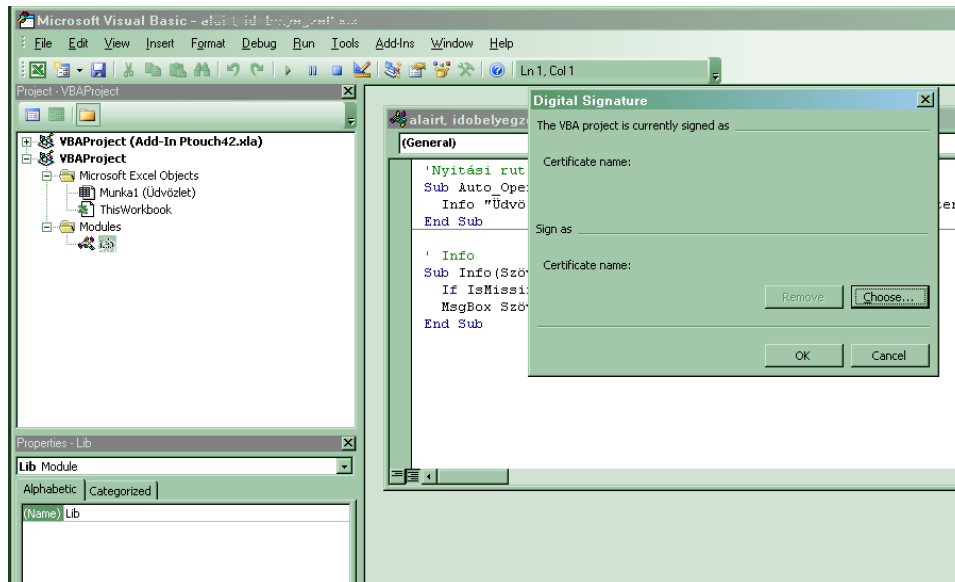 Microsoft Visual Basic -
File Edit View Insert Format Debug Run Tools Add-Ins Window Help
Ln 1, Col 1
Project - VBAProject
VBAProject (Add-In Ptouch42.xla)
VBAProject
Microsoft Excel Objects
Munka1 (Üdvözlet)
ThisWorkbook
Modules
Lib
Properties - Lib
Lib Module
Alphabetic Categorized
(Name) Lib
alairt, idobelyegz
(General)
'Nyitási rut
Sub Auto_Ope
Info "Üdvö
End Sub
' Info
Sub Info(Szö
If IsMissi
MsgBox Szö
End Sub
Digital Signature
The VBA project is currently signed as
Certificate name:
Sign as
Certificate name:
Remove Choose...
OK Cancel